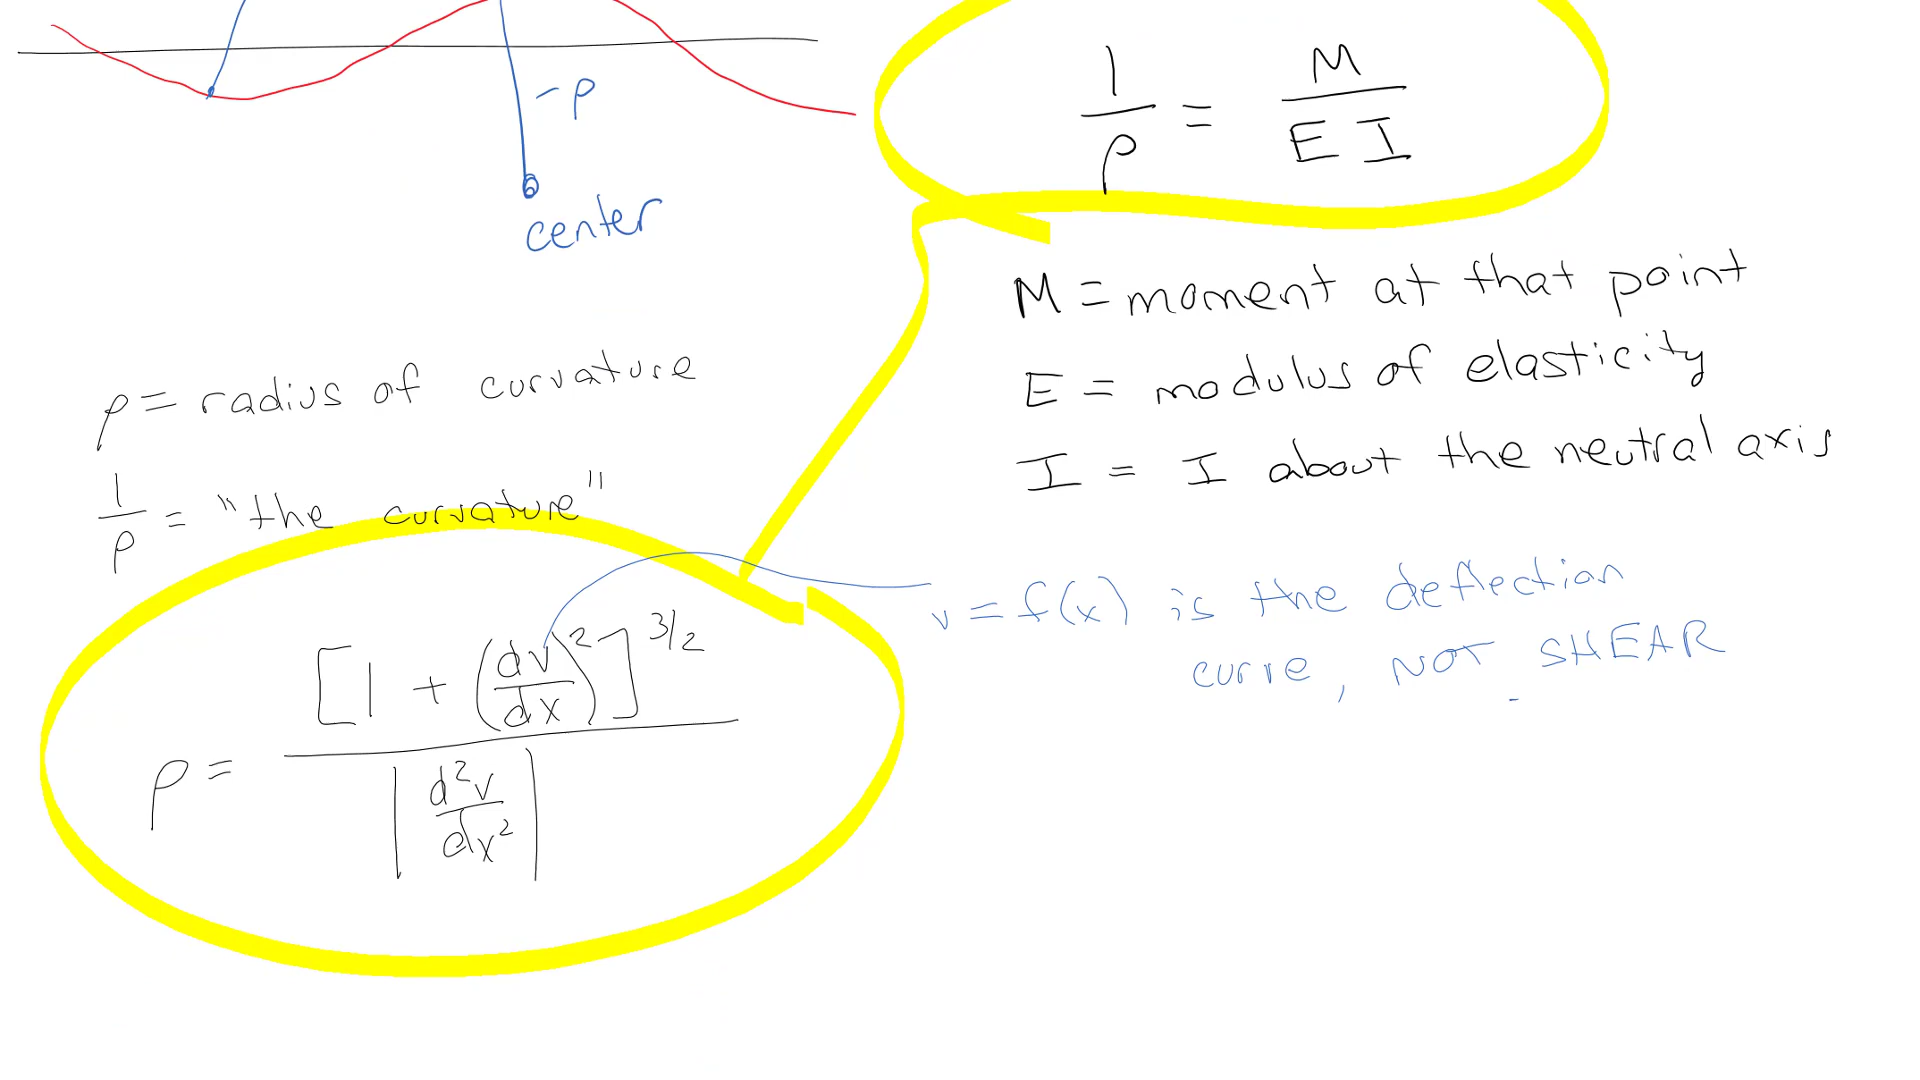 - ρ
center
1/ρ = M/EI
M = moment at that point
E = modulus of elasticity
I = I about the neutral axis
ρ = radius of curvature
1/ρ = "the curvature"
ρ = [1 + (dv/dx)²]^3/2 / |d²v/dx²|
v = f(x) is the deflection
curve, NOT SHEAR